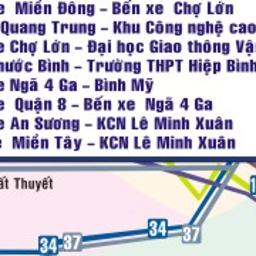 e Miền Đông – Bến xe Chợ Lớn
Quang Trung – Khu Công nghệ cao
e Chợ Lớn – Đại học Giao thông Vận
hước Bình – Trường THPT Hiệp Bình
e Ngã 4 Ga – Bình Mỹ
e Quận 8 – Bến xe Ngã 4 Ga
e An Sương – KCN Lê Minh Xuân
e Miền Tây – KCN Lê Minh Xuân
ất Thuyết
34 37
34 37